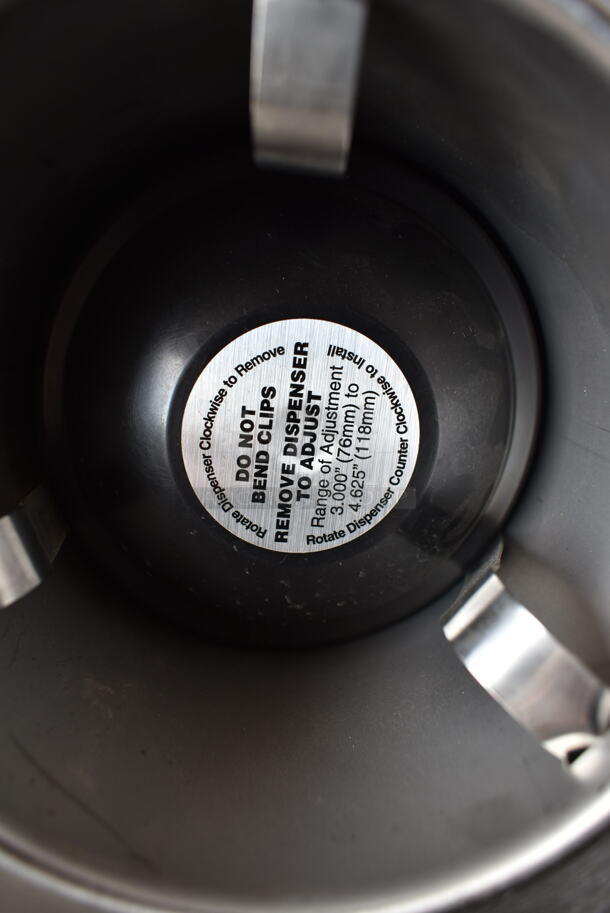 Rotate Dispenser Clockwise to Remove
DO NOT
BEND CLIPS
REMOVE DISPENSER
TO ADJUST
Range of Adjustment
3.000" (76mm) to
4.625" (118mm)
Rotate Dispenser Counter Clockwise to Install